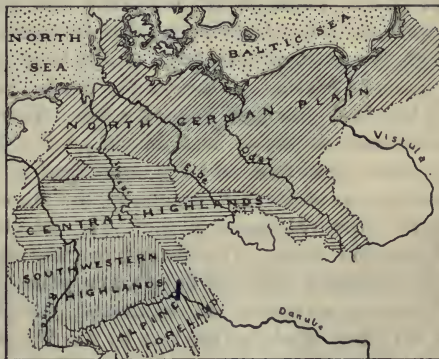 NORTH
SEA
BALTIC SEA
NORTH GERMAN PLAIN
Vistula
Elbe
Oder
CENTRAL HIGHLANDS
SOUTHWESTERN
HIGHLANDS
ALPINE
FORELAND
Danube